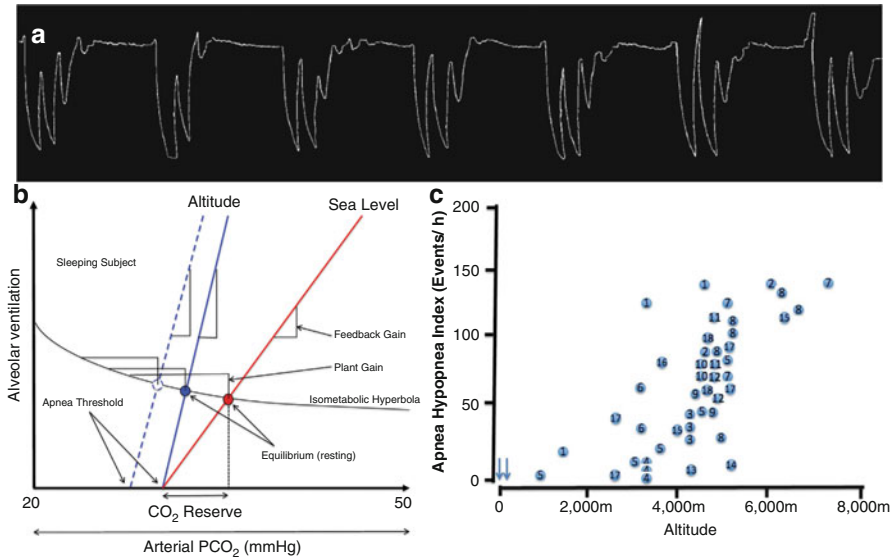 a
b
Altitude
Sea Level
Sleeping Subject
Alveolar ventilation
Feedback Gain
Plant Gain
Isometabolic Hyperbola
Apnea Threshold
Equilibrium (resting)
20
50
CO₂ Reserve
Arterial PCO₂ (mmHg)
c
Apnea Hypopnea Index (Events/ h)
200
150
100
50
0
0
2,000m
4,000m
6,000m
8,000m
Altitude
1
2
7
8
1
7
8
15
11
8
8
18
17
2
8
16
10
11
5
10
12
7
6
18
17
9
12
3
5
9
17
6
3
15
3
8
5
1
5
4
13
14
5
17
4